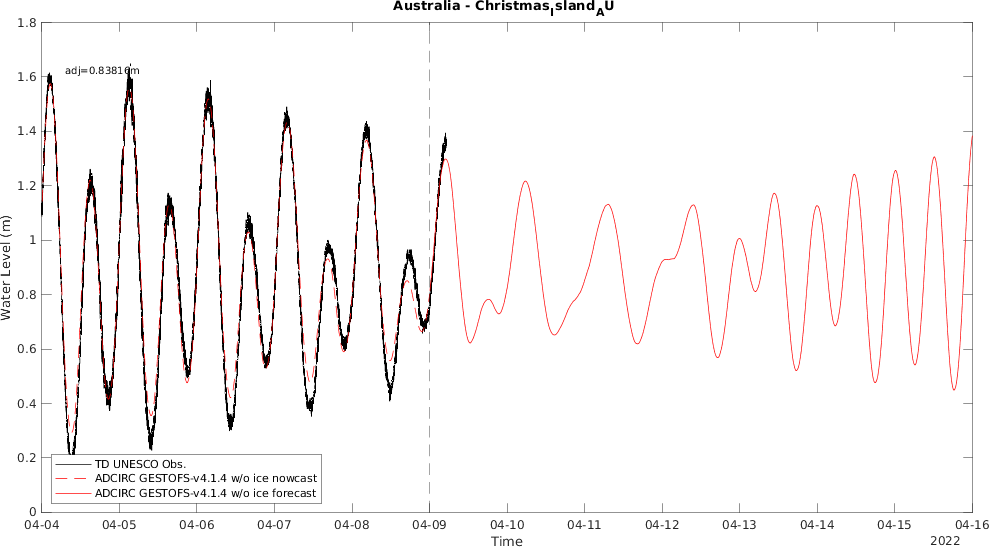 Australia - Christmas_Island_AU
1.8
1.6
1.4
1.2
1
0.8
0.6
0.4
0.2
0
Water Level (m)
adj=0.83816m
TD UNESCO Obs.
ADCIRC GESTOFS-v4.1.4 w/o ice nowcast
ADCIRC GESTOFS-v4.1.4 w/o ice forecast
04-04 04-05 04-06 04-07 04-08 04-09 04-10 04-11 04-12 04-13 04-14 04-15 04-16
Time
2022